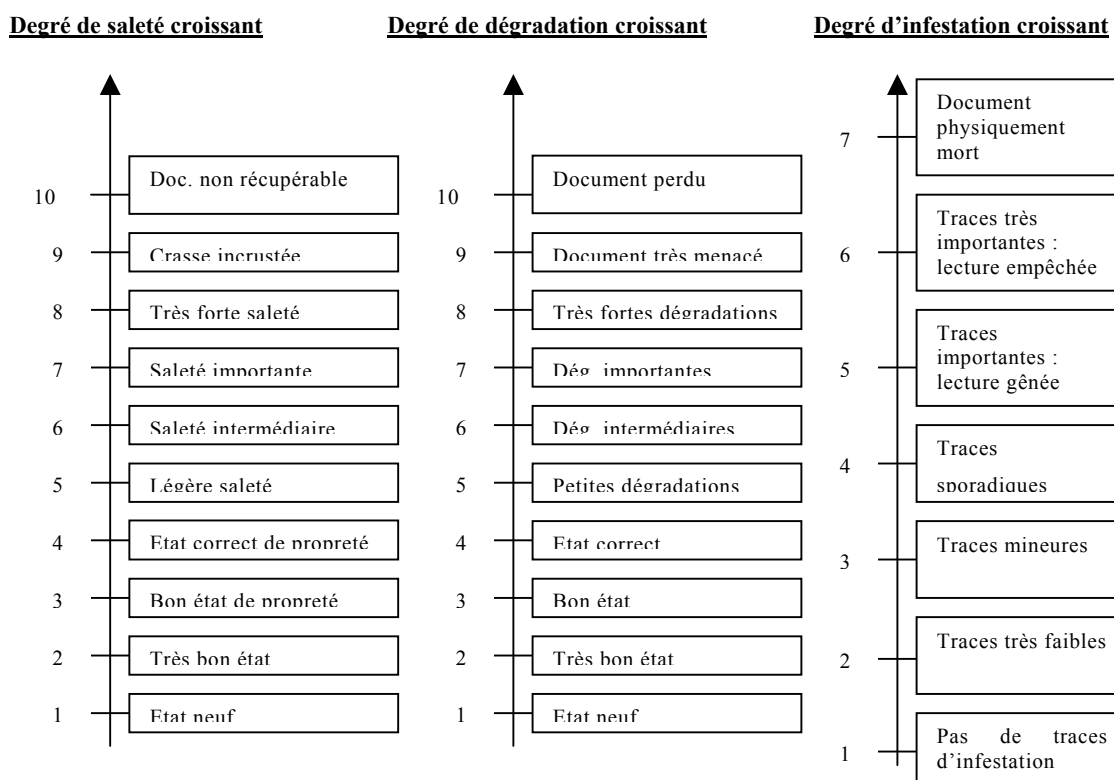 Degré de saleté croissant
10
Doc. non récupérable
9
Crasse incrustée
8
Très forte saleté
7
Saleté importante
6
Saleté intermédiaire
5
Légère saleté
4
Etat correct de propreté
3
Bon état de propreté
2
Très bon état
1
Etat neuf
Degré de dégradation croissant
10
Document perdu
9
Document très menacé
8
Très fortes dégradations
7
Dég. importantes
6
Dég. intermédiaires
5
Petites dégradations
4
Etat correct
3
Bon état
2
Très bon état
1
Etat neuf
Degré d’infestation croissant
7
Document
physiquement
mort
6
Traces très
importantes :
lecture empêchée
5
Traces
importantes :
lecture gênée
4
Traces
sporadiques
3
Traces mineures
2
Traces très faibles
1
Pas de traces
d’infestation